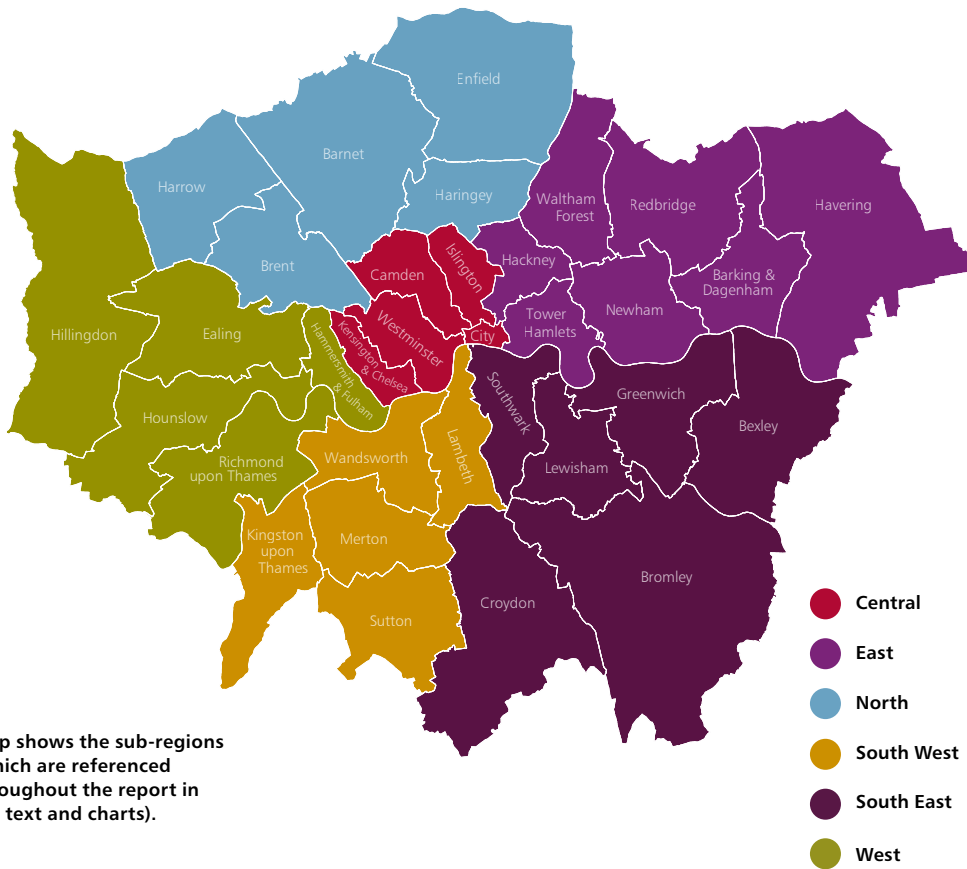 Enfield
Barnet
Harrow
Haringey
Brent
Waltham
Forest
Redbridge
Havering
Hackney
Islington
Camden
Barking &
Dagenham
Newham
Tower
Hamlets
City
Westminster
Kensington
& Chelsea
Hammersmith
& Fulham
Ealing
Hillingdon
Hounslow
Richmond
upon Thames
Wandsworth
Lambeth
Southwark
Lewisham
Greenwich
Bexley
Kingston
upon
Thames
Merton
Sutton
Croydon
Bromley
Central
East
North
South West
South East
West
p shows the sub-regions
hich are referenced
oughout the report in
text and charts).